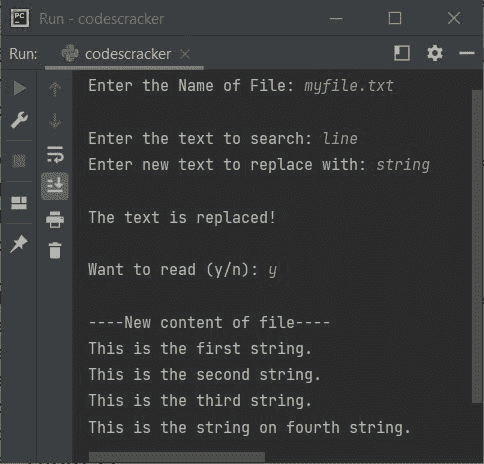 PC
Run - codescracker
Run: codescracker
Enter the Name of File: myfile.txt
Enter the text to search: line
Enter new text to replace with: string
The text is replaced!
Want to read (y/n): y
----New content of file----
This is the first string.
This is the second string.
This is the third string.
This is the string on fourth string.